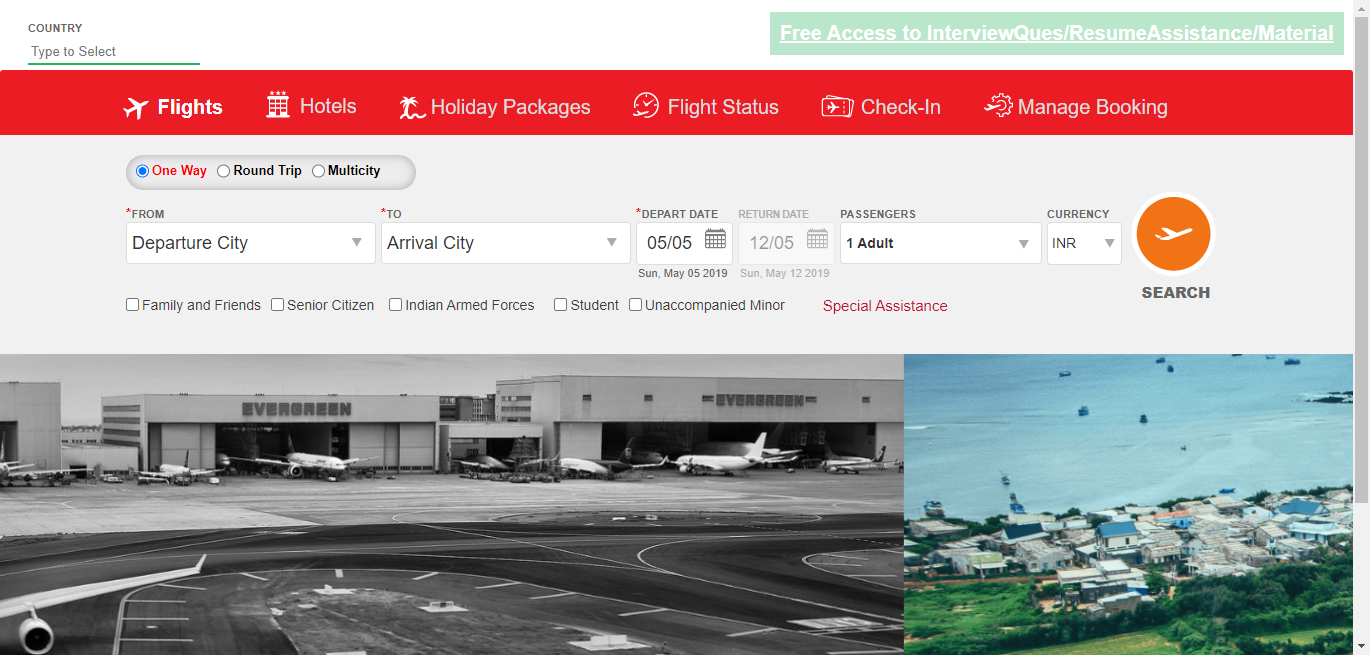 COUNTRY
Type to Select
Free Access to InterviewQues/ResumeAssistance/Material
Flights Hotels Holiday Packages Flight Status Check-In Manage Booking
One Way Round Trip Multicity
*FROM *TO *DEPART DATE RETURN DATE PASSENGERS CURRENCY
Departure City Arrival City 05/05 12/05 1 Adult INR
Sun, May 05 2019 Sun, May 12 2019
SEARCH
Family and Friends Senior Citizen Indian Armed Forces Student Unaccompanied Minor Special Assistance
EVERGREEN EVERGREEN